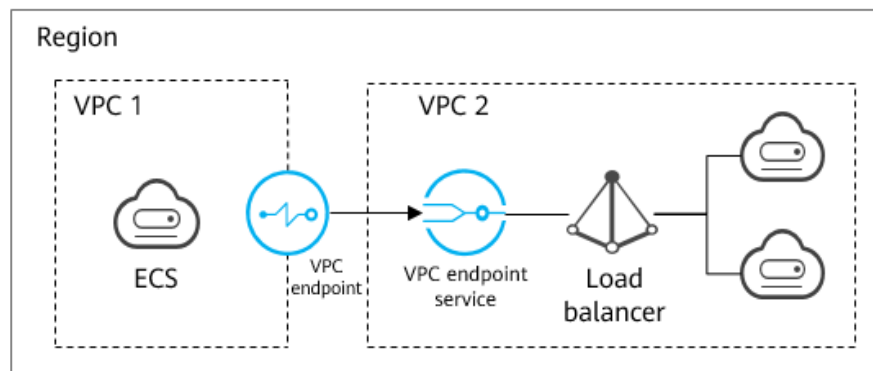 Region
VPC 1
VPC 2
ECS
VPC
endpoint
VPC endpoint
service
Load
balancer